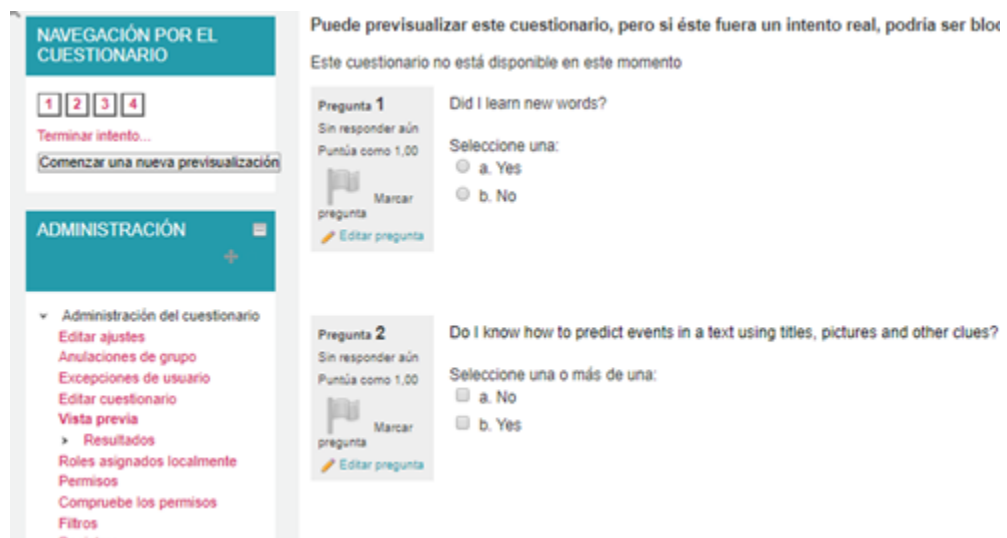 NAVEGACIÓN POR EL
CUESTIONARIO
1 2 3 4
Terminar intento...
Comenzar una nueva previsualización
ADMINISTRACIÓN
Administración del cuestionario
Editar ajustes
Anulaciones de grupo
Excepciones de usuario
Editar cuestionario
Vista previa
Resultados
Roles asignados localmente
Permisos
Compruebe los permisos
Filtros
Puede previsualizar este cuestionario, pero si éste fuera un intento real, podría ser
Este cuestionario no está disponible en este momento
Pregunta 1
Sin responder aún
Puntúa como 1,00
Marcar
pregunta
Editar pregunta
Did I learn new words?
Seleccione una:
a. Yes
b. No
Pregunta 2
Sin responder aún
Puntúa como 1,00
Marcar
pregunta
Editar pregunta
Do I know how to predict events in a text using titles, pictures and other clues?
Seleccione una o más de una:
a. No
b. Yes